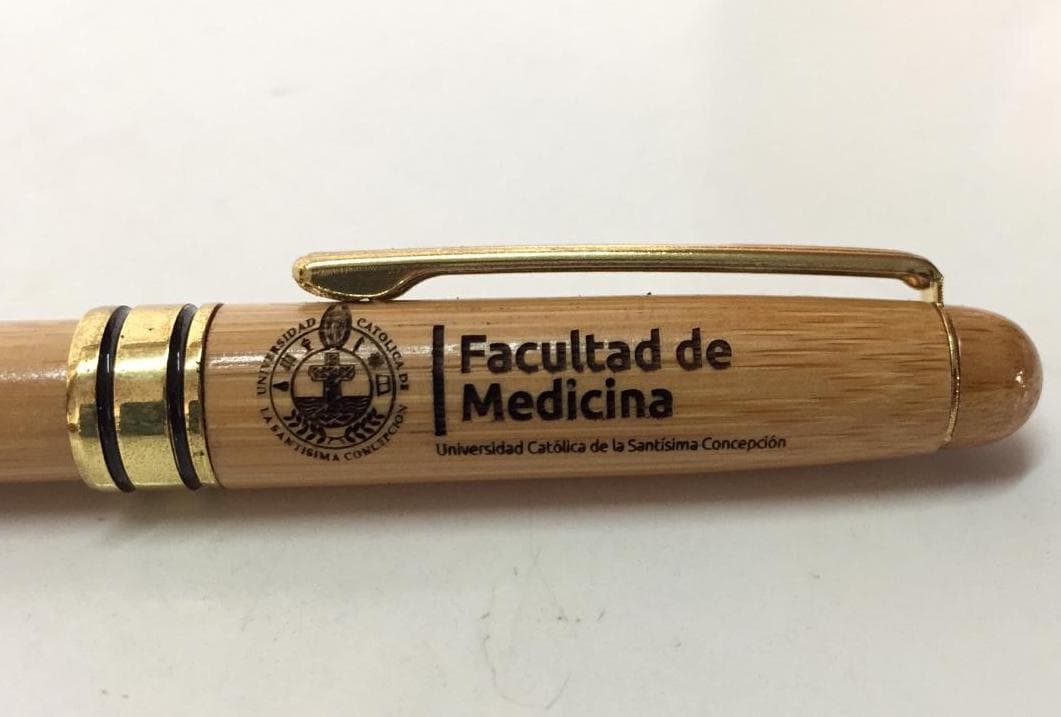 UNIVERSIDAD CATOLICA DE
LA SANTISIMA CONCEPCION
Facultad de
Medicina
Universidad Católica de la Santísima Concepción